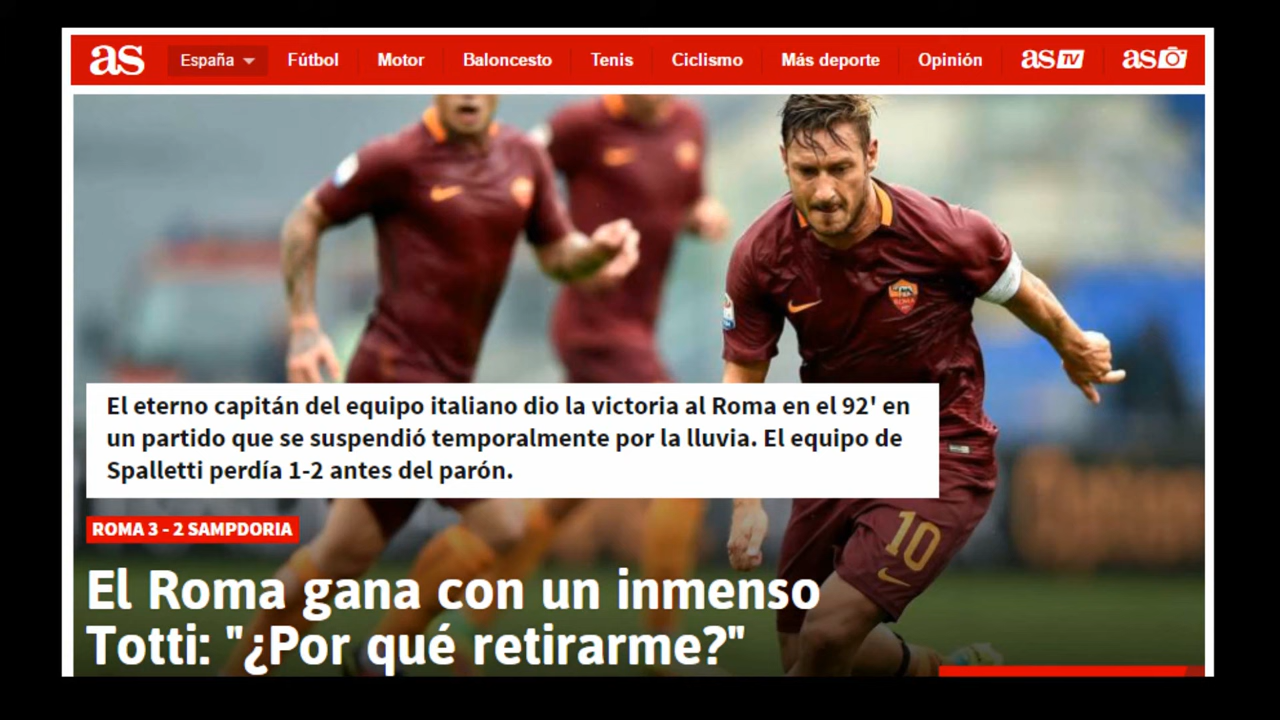 as España Fútbol Motor Baloncesto Tenis Ciclismo Más deporte Opinión as TV as
ROMA
10
El eterno capitán del equipo italiano dio la victoria al Roma en el 92' en
un partido que se suspendió temporalmente por la lluvia. El equipo de
Spalletti perdía 1-2 antes del parón.
ROMA 3 - 2 SAMPDORIA
El Roma gana con un inmenso
Totti: "¿Por qué retirarme?"